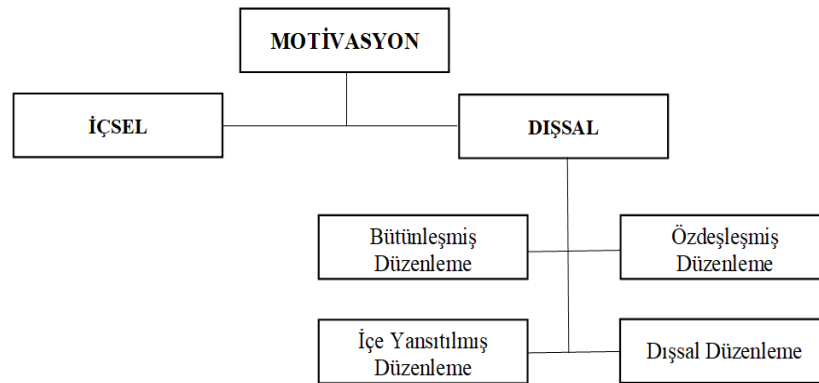 MOTİVASYON
İÇSEL
DIŞSAL
Bütünleşmiş
Düzenleme
Özdeşleşmiş
Düzenleme
İçe Yansıtılmış
Düzenleme
Dışsal Düzenleme